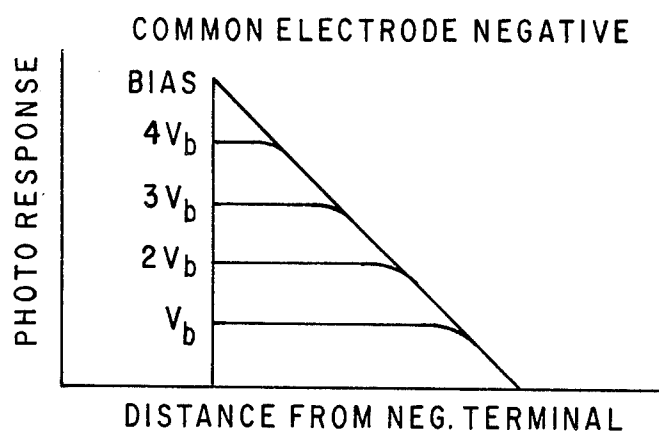 COMMON ELECTRODE NEGATIVE
PHOTO RESPONSE
BIAS
4Vb
3Vb
2Vb
Vb
DISTANCE FROM NEG. TERMINAL